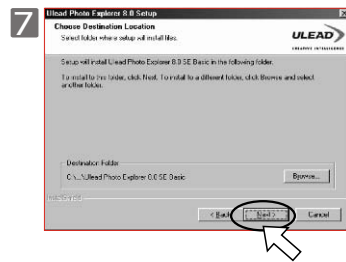 7
Ulead Photo Explorer 8.0 Setup
Choose Destination Location
Select folder where setup will install files.
ULEAD
CREATIVE INTELLIGENCE
Setup will install Ulead Photo Explorer 8.0 SE Basic in the following folder.
To install to this folder, click Next. To install to a different folder, click Browse and select
another folder.
Destination Folder
C:\...\Ulead Photo Explorer 8.0 SE Basic
Browse...
InstallShield
< Back
Next >
Cancel